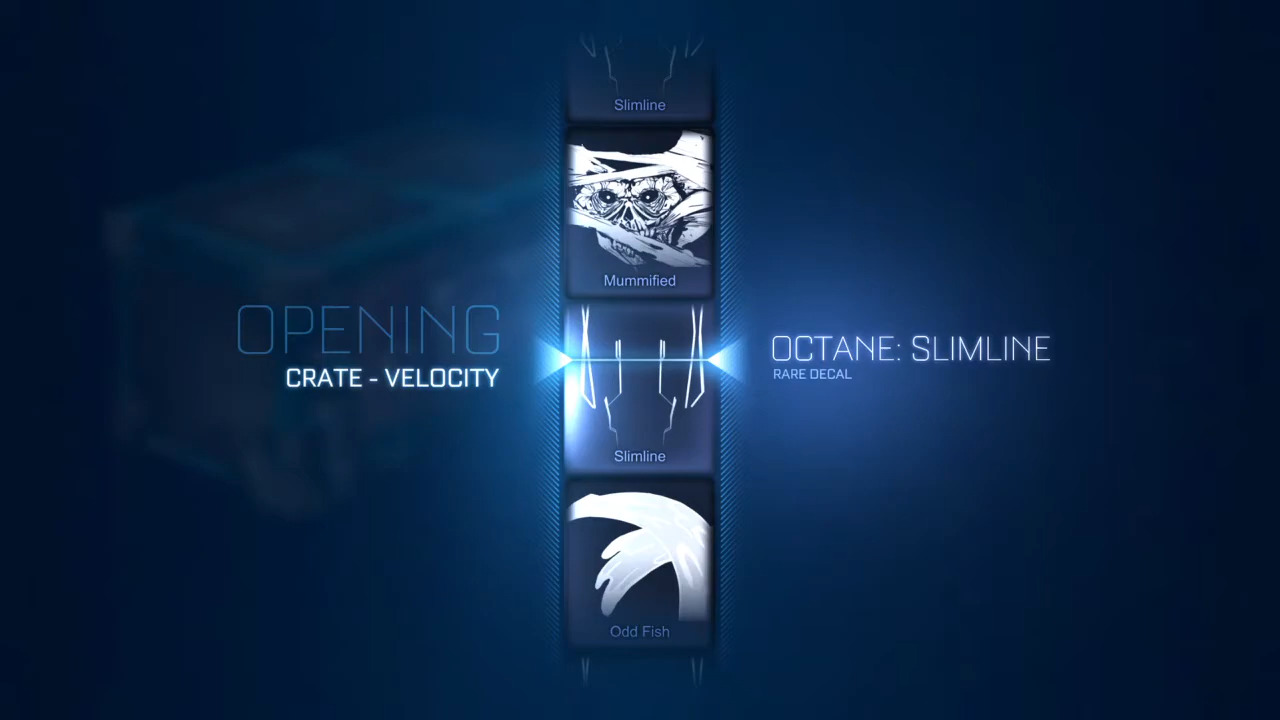 Slimline
Mummified
OPENING
CRATE - VELOCITY
OCTANE: SLIMLINE
RARE DECAL
Slimline
Odd Fish